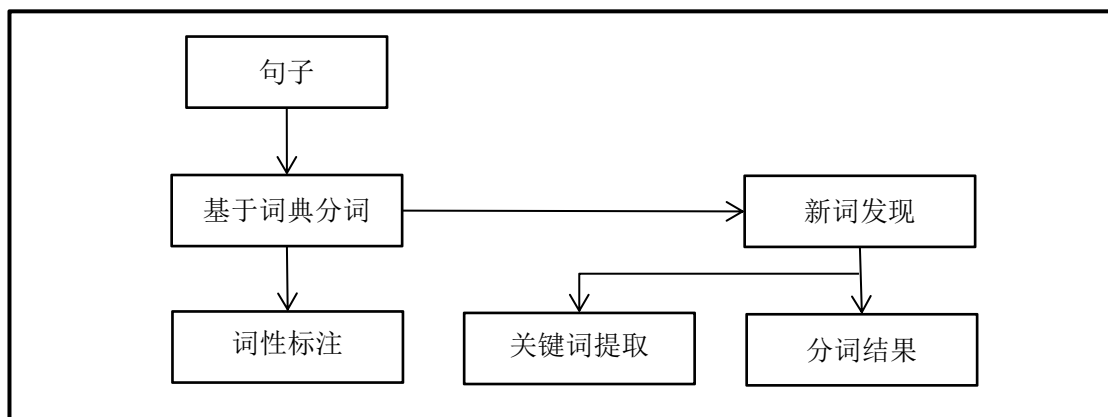 句子
基于词典分词
新词发现
词性标注
关键词提取
分词结果